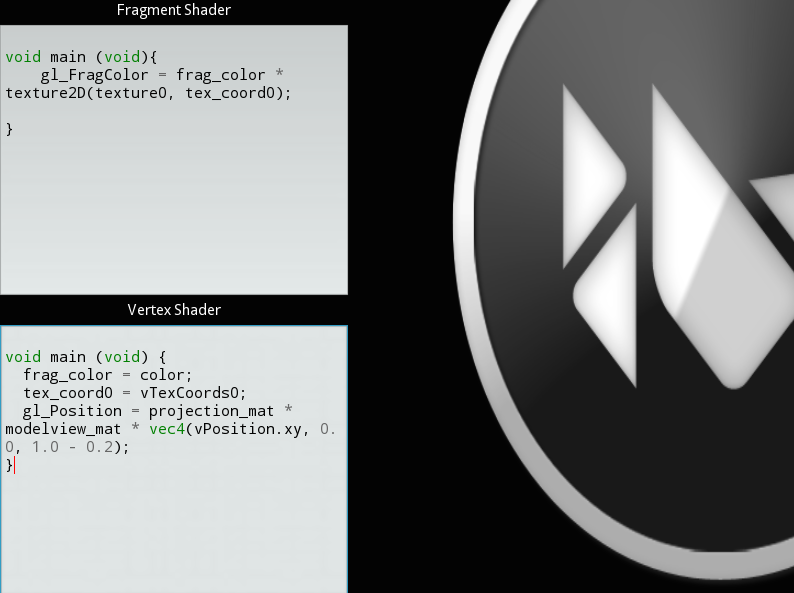 Fragment Shader
void main (void){
    gl_FragColor = frag_color *
texture2D(texture0, tex_coord0);
}
Vertex Shader
void main (void) {
  frag_color = color;
  tex_coord0 = vTexCoords0;
  gl_Position = projection_mat *
modelview_mat * vec4(vPosition.xy, 0.
0, 1.0 - 0.2);
}